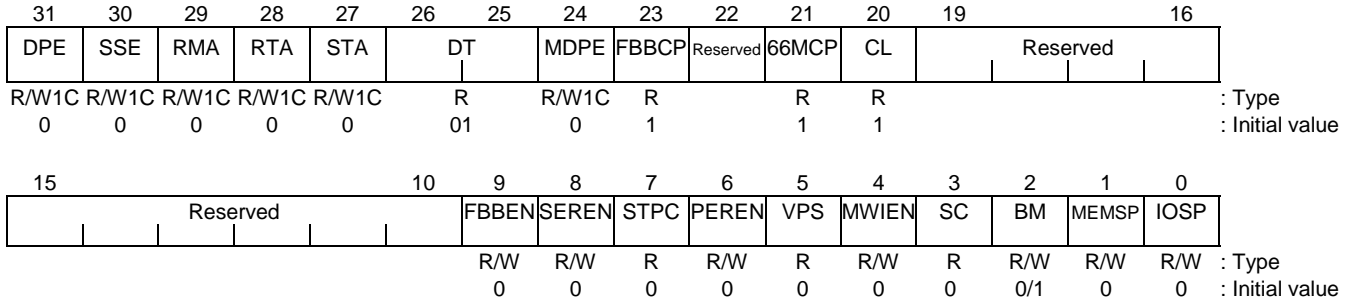 31 30 29 28 27 26 25 24 23 22 21 20 19 16
DPE SSE RMA RTA STA DT MDPE FBBCP Reserved 66MCP CL Reserved
R/W1C R/W1C R/W1C R/W1C R/W1C R R/W1C R R R : Type
0 0 0 0 0 01 0 1 1 1 : Initial value
15 10 9 8 7 6 5 4 3 2 1 0
Reserved FBBEN SEREN STPC PEREN VPS MWIEN SC BM MEMSP IOSP
R/W R/W R R/W R R/W R R/W R/W R/W : Type
0 0 0 0 0 0 0 0/1 0 0 : Initial value